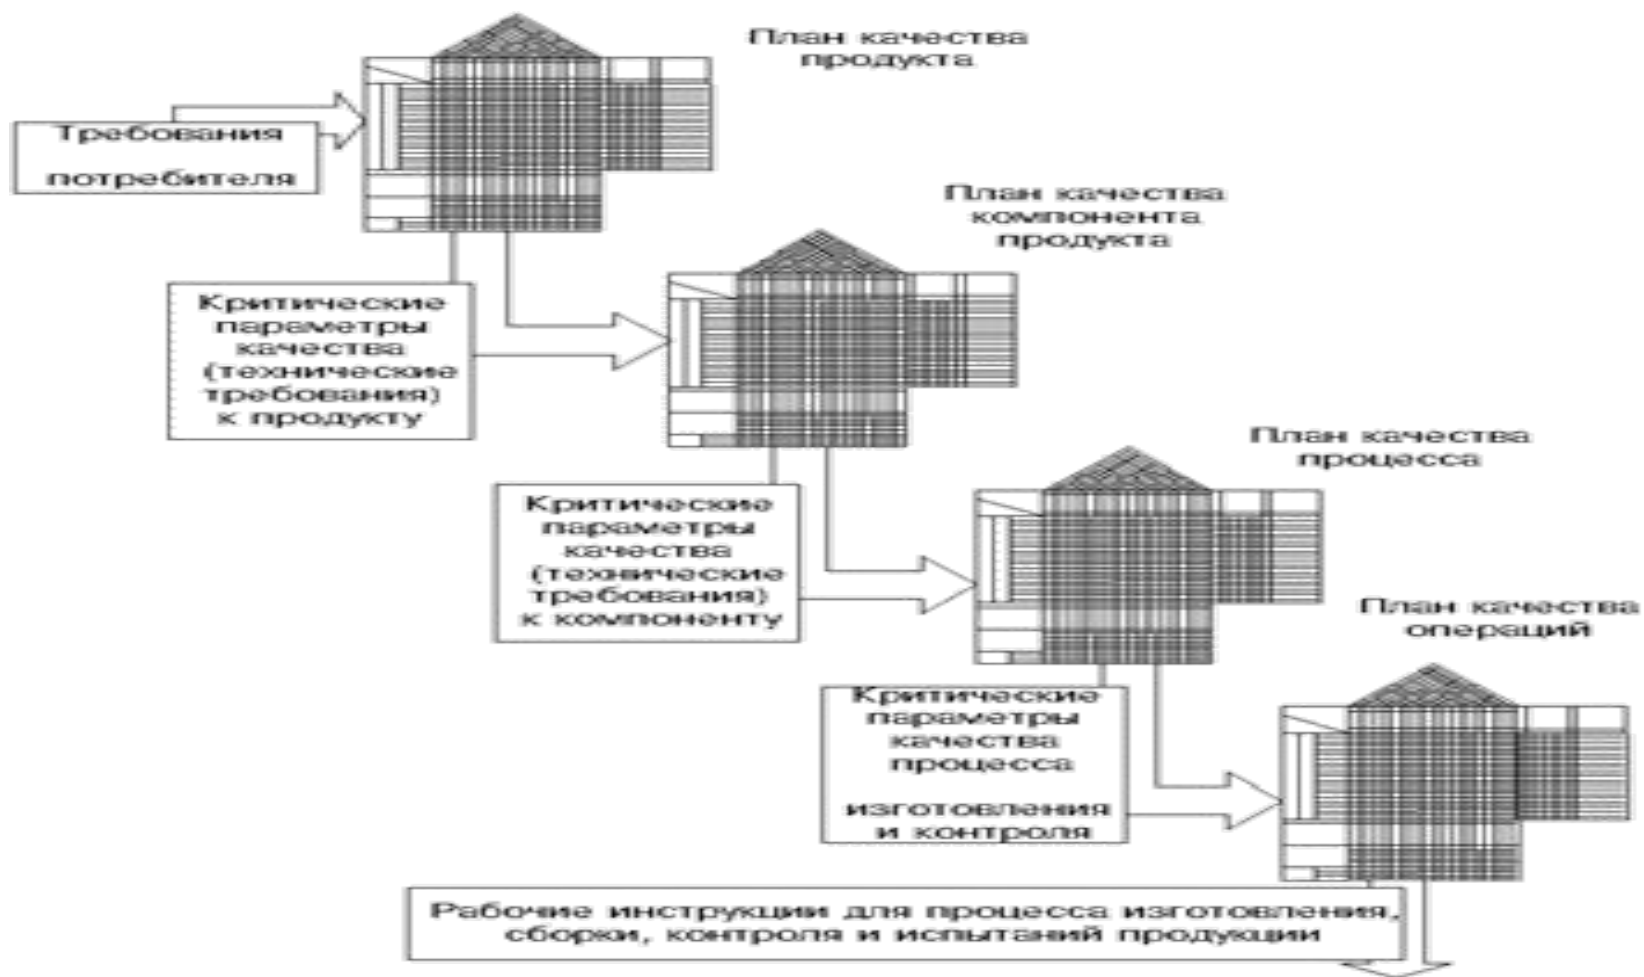 План качества
продукта
Требования
потребителя
План качества
компонента
продукта
Критические
параметры
качества
(технические
требования)
к продукту
План качества
процесса
Критические
параметры
качества
(технические
требования)
к компоненту
План качества
операций
Критические
параметры
качества
процесса
изготовления
и контроля
Рабочие инструкции для процесса изготовления,
сборки, контроля и испытаний продукции